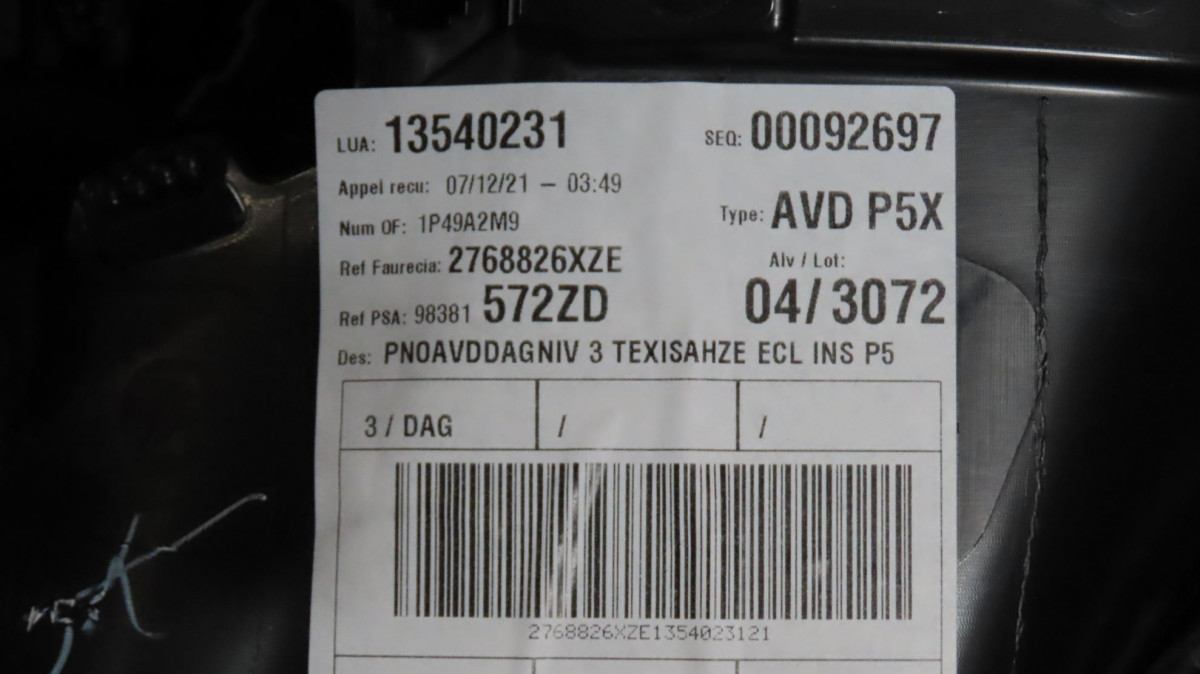 LUA: 13540231 SEQ: 00092697
Appel recu: 07/12/21 – 03:49
Num OF: 1P49A2M9 Type: AVD P5X
Ref Faurecia: 2768826XZE Alv / Lot:
Ref PSA: 98381 572ZD 04/3072
Des: PNOAVDDAGNIV 3 TEXISAHZE ECL INS P5
3 / DAG / /
2768826XZE1354023121